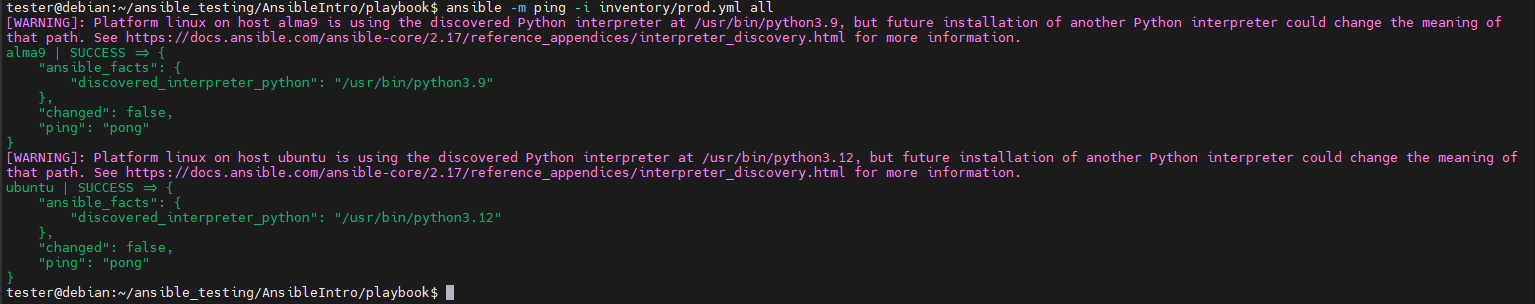 tester@debian:~/ansible_testing/AnsibleIntro/playbook$ ansible -m ping -i inventory/prod.yml all
[WARNING]: Platform linux on host alma9 is using the discovered Python interpreter at /usr/bin/python3.9, but future installation of another Python interpreter could change the meaning of
that path. See https://docs.ansible.com/ansible-core/2.17/reference_appendices/interpreter_discovery.html for more information.
alma9 | SUCCESS => {
    "ansible_facts": {
        "discovered_interpreter_python": "/usr/bin/python3.9"
    },
    "changed": false,
    "ping": "pong"
}
[WARNING]: Platform linux on host ubuntu is using the discovered Python interpreter at /usr/bin/python3.12, but future installation of another Python interpreter could change the meaning of
that path. See https://docs.ansible.com/ansible-core/2.17/reference_appendices/interpreter_discovery.html for more information.
ubuntu | SUCCESS => {
    "ansible_facts": {
        "discovered_interpreter_python": "/usr/bin/python3.12"
    },
    "changed": false,
    "ping": "pong"
}
tester@debian:~/ansible_testing/AnsibleIntro/playbook$